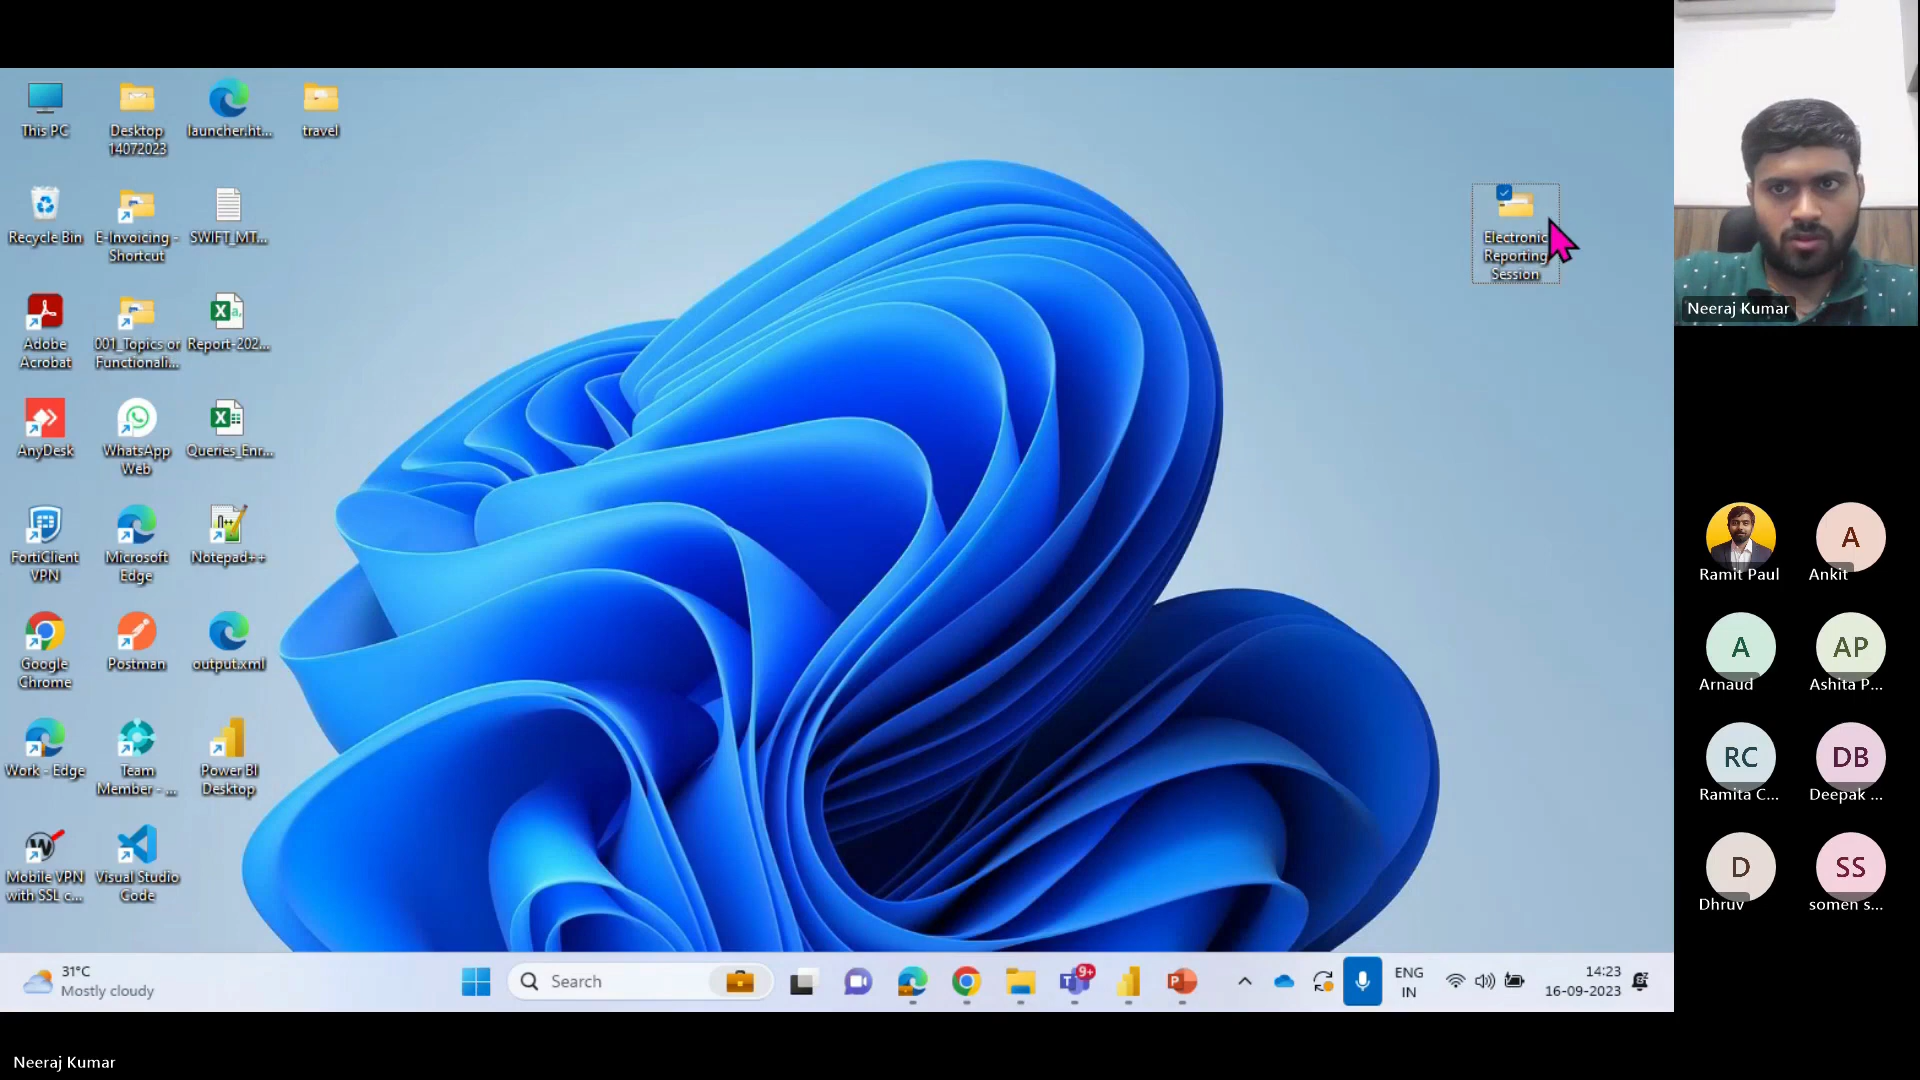 This PC
Desktop
14072023
launcher.ht...
travel
Recycle Bin
E-Invoicing -
Shortcut
SWIFT_MT...
Adobe
Acrobat
001_Topics or
Functionali...
Report-202...
AnyDesk
WhatsApp
Web
Queries_Enr...
FortiClient
VPN
Microsoft
Edge
Notepad++
Google
Chrome
Postman
output.xml
Work - Edge
Team
Member - ...
Power BI
Desktop
Mobile VPN
with SSL c...
Visual Studio
Code
Electronic
Reporting
Session
Neeraj Kumar
Ramit Paul
A
Ankit
A
Arnaud
AP
Ashita P...
RC
Ramita C...
DB
Deepak ...
D
Dhruv
SS
somen s...
31°C
Mostly cloudy
Search
9+
ENG
IN
14:23
16-09-2023
Neeraj Kumar